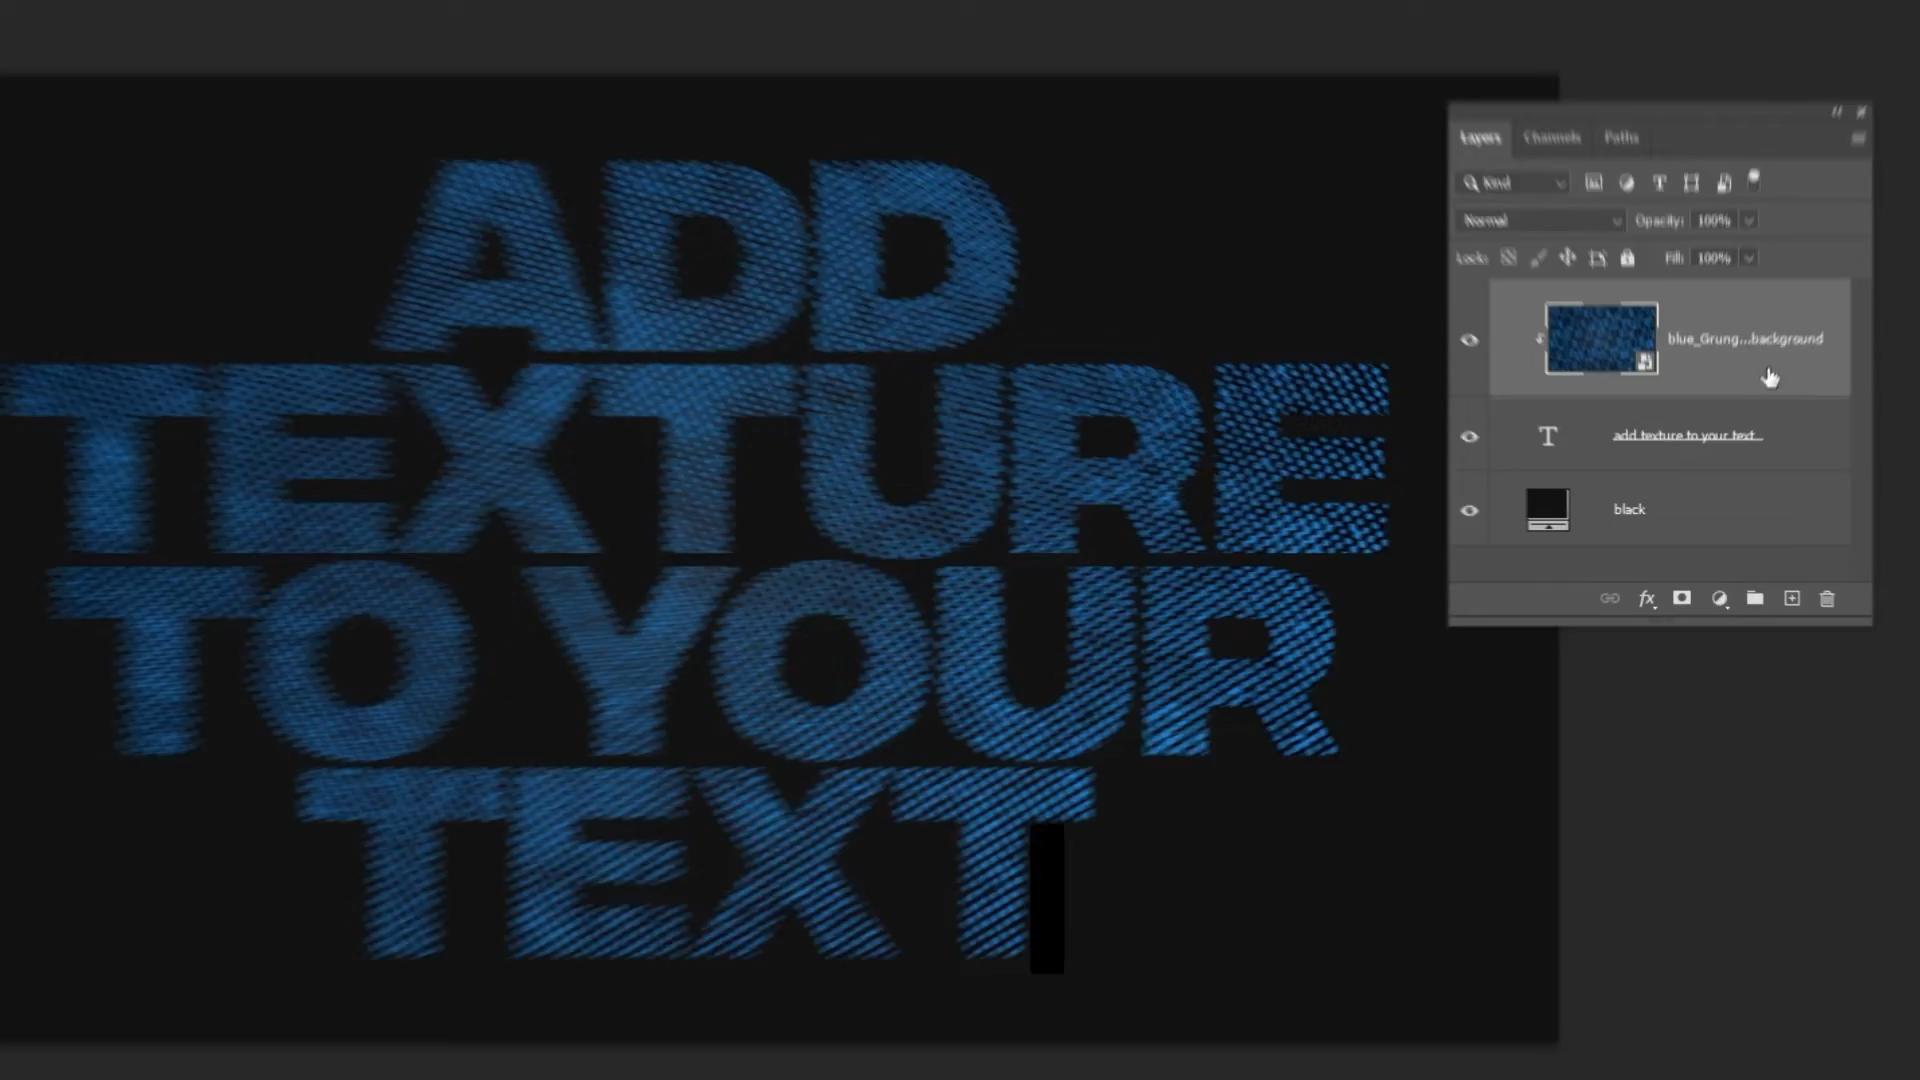 ADD
TEXTURE
TO YOUR
TEXT
Layers Channels Paths
Kind
Normal Opacity: 100%
Lock: Fill: 100%
blue_Grung...background
T add texture to your text
black
fx